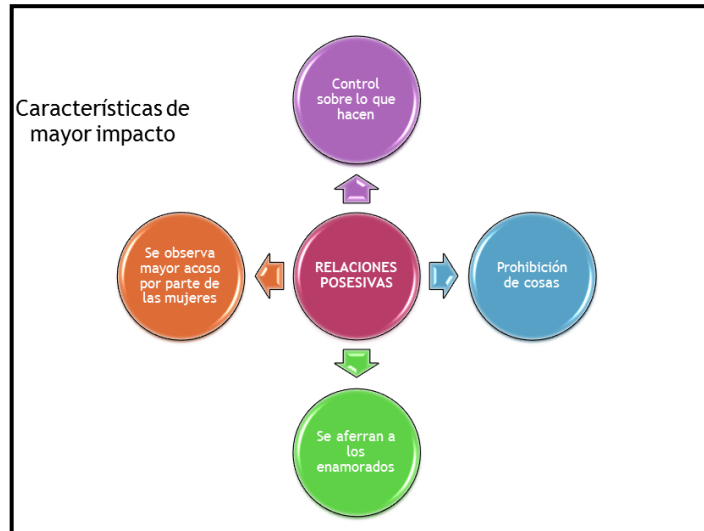 Características de
mayor impacto
Control
sobre lo que
hacen
Se observa
mayor acoso
por parte de
las mujeres
RELACIONES
POSESIVAS
Prohibición
de cosas
Se aferran a
los
enamorados